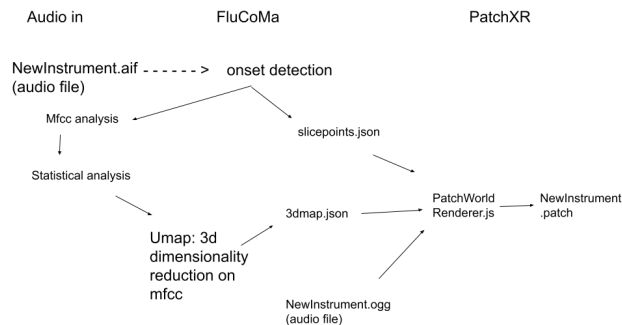 Audio in
FluCoMa
PatchXR
NewInstrument.aif - - - - - - >
(audio file)
onset detection
Mfcc analysis
slicepoints.json
Statistical analysis
Umap: 3d
dimensionality
reduction on
mfcc
3dmap.json
PatchWorld
Renderer.js
NewInstrument
.patch
NewInstrument.ogg
(audio file)